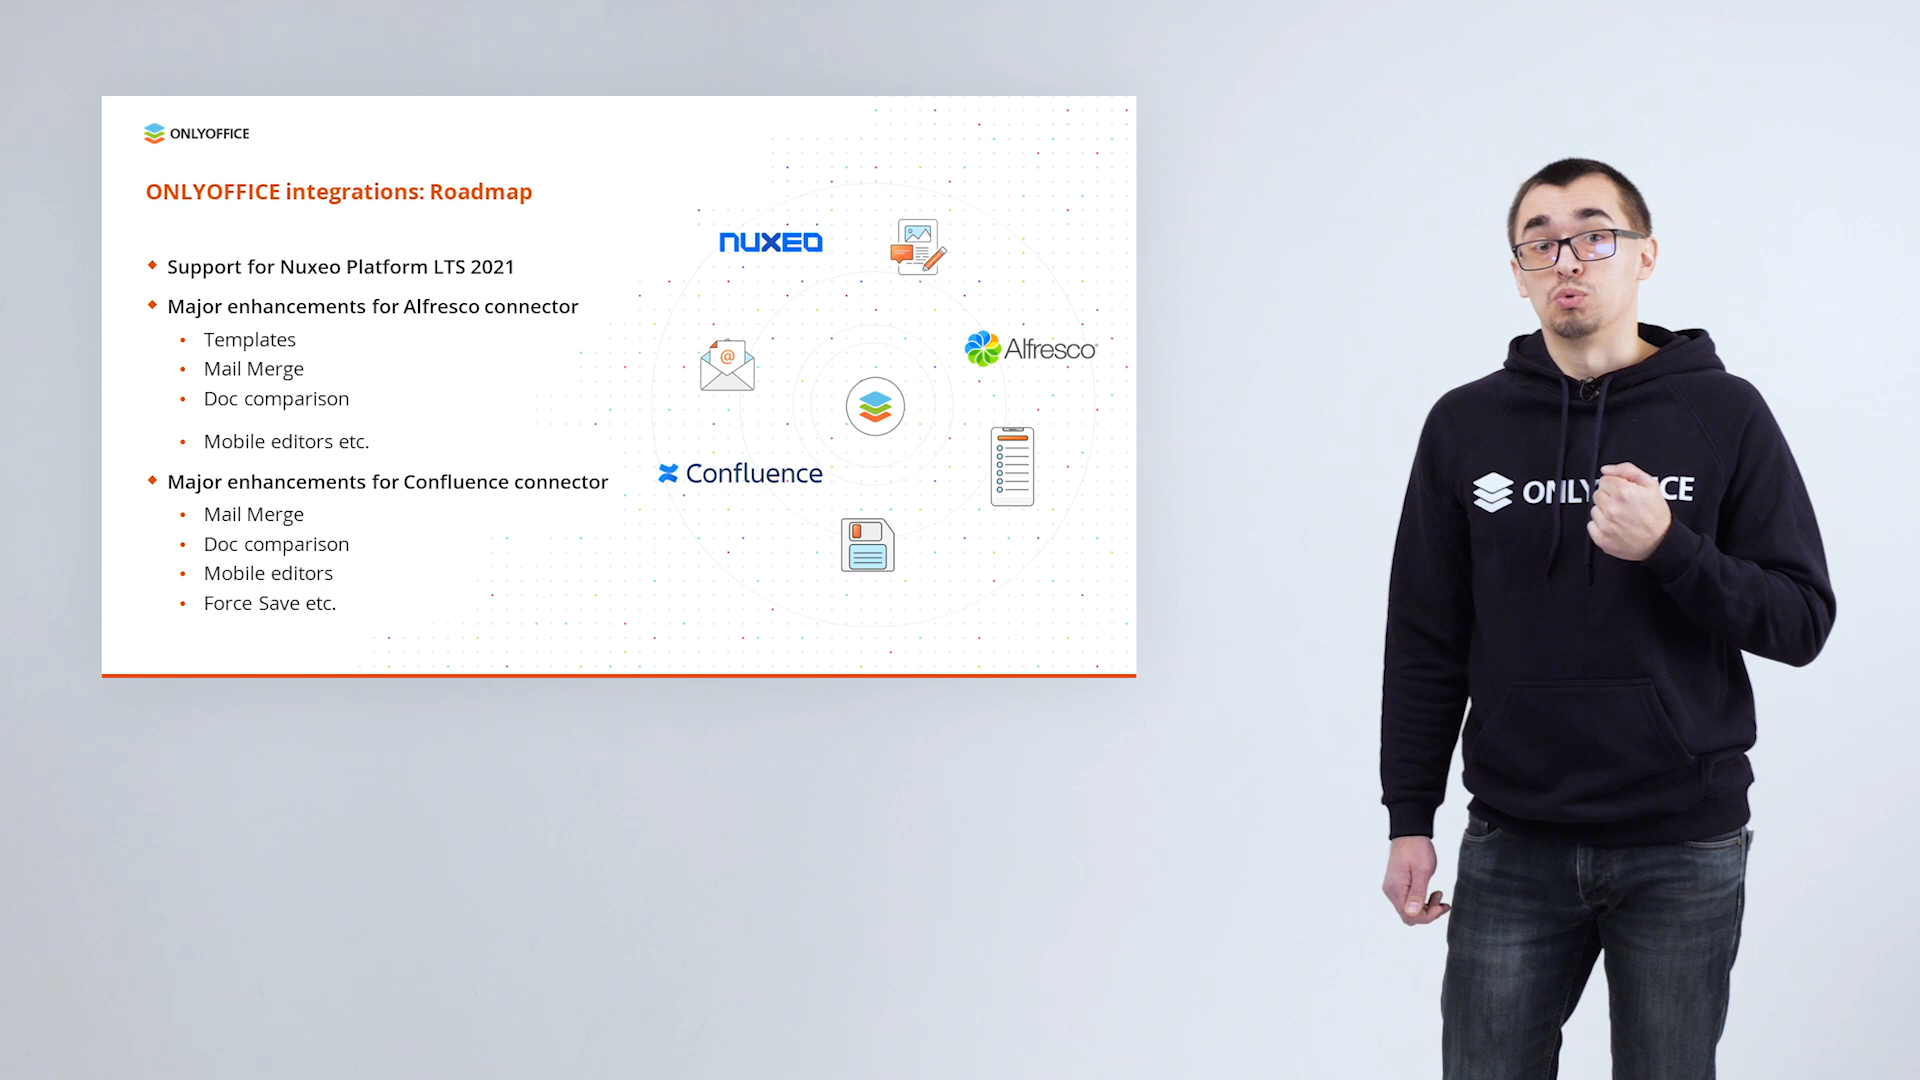 ONLYOFFICE
ONLYOFFICE integrations: Roadmap
Support for Nuxeo Platform LTS 2021
Major enhancements for Alfresco connector
Templates
Mail Merge
Doc comparison
Mobile editors etc.
Major enhancements for Confluence connector
Mail Merge
Doc comparison
Mobile editors
Force Save etc.
NUXEO
@
Alfresco
Confluence
ONLY CE